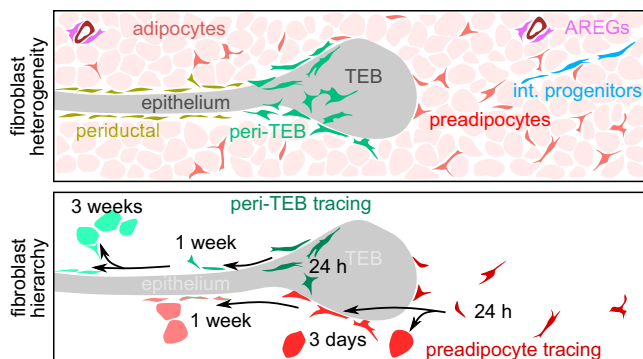 fibroblast
heterogeneity
adipocytes
AREGs
TEB
int. progenitors
epithelium
periductal
peri-TEB
preadipocytes
fibroblast
hierarchy
3 weeks
peri-TEB tracing
1 week
TEB
24 h
epithelium
1 week
24 h
3 days
preadipocyte tracing